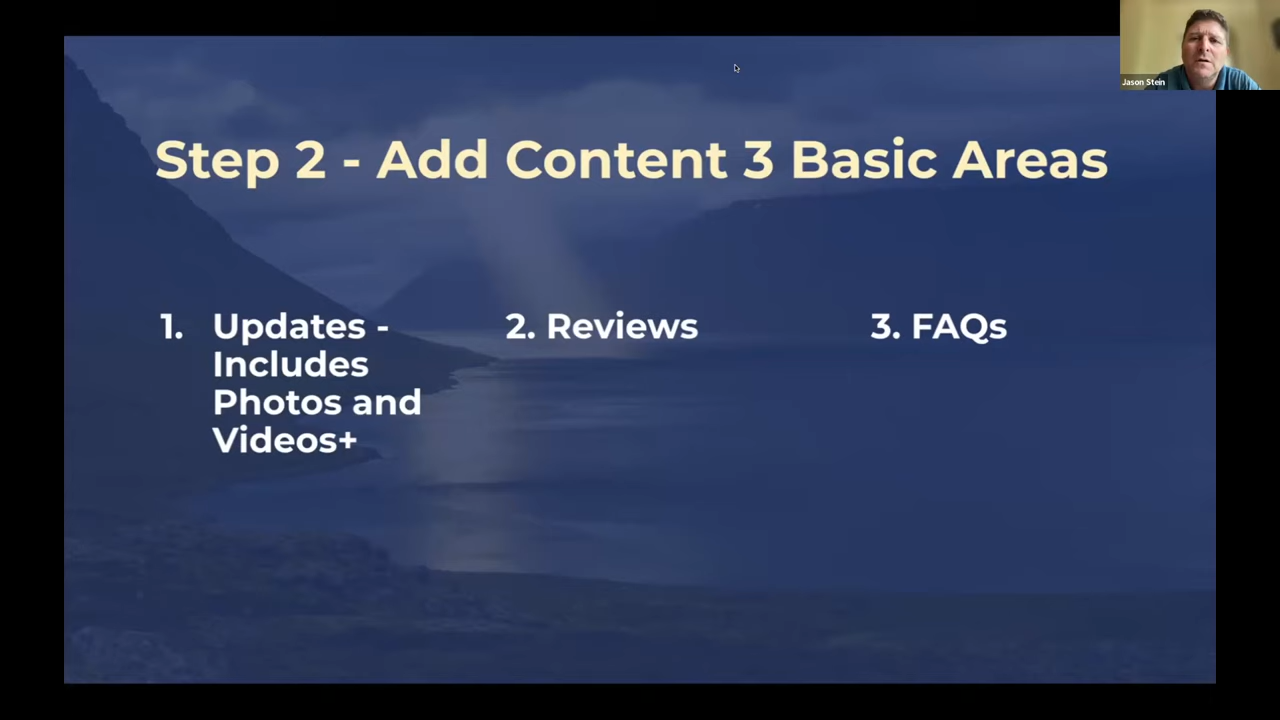 Jason Stein
Step 2 - Add Content 3 Basic Areas
1. Updates -
Includes
Photos and
Videos+
2. Reviews
3. FAQs